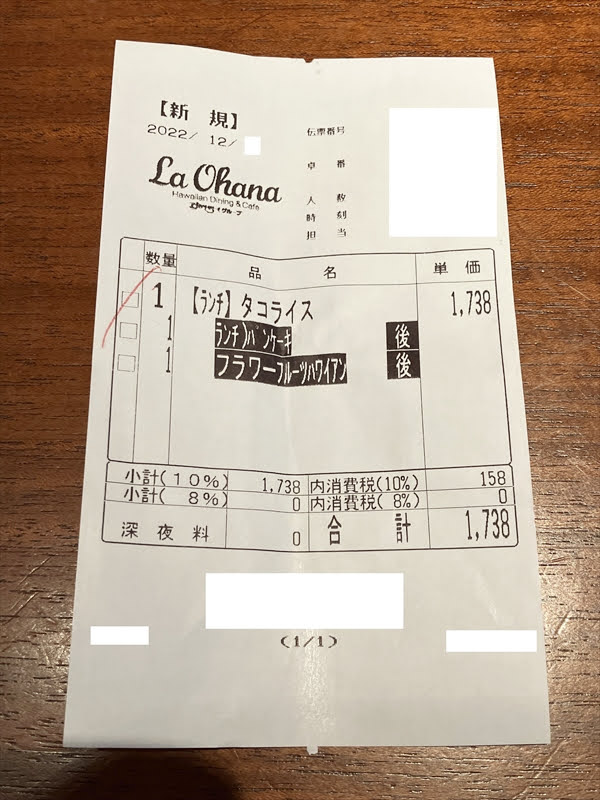 【新 規】
2022/ 12/
伝票番号
卓 番
人 数
時 刻
担 当
La Ohana
Hawaiian Dining & Cafe
数量 品 名 単 価
1 【ランチ】タコライス 1,738
1 ランチ)パンケーキ 後
1 フラワーフルーツハワイアン 後
小計(10%) 1,738 内消費税(10%) 158
小計( 8%) 0 内消費税( 8%) 0
深 夜 料 0 合 計 1,738
(1/1)